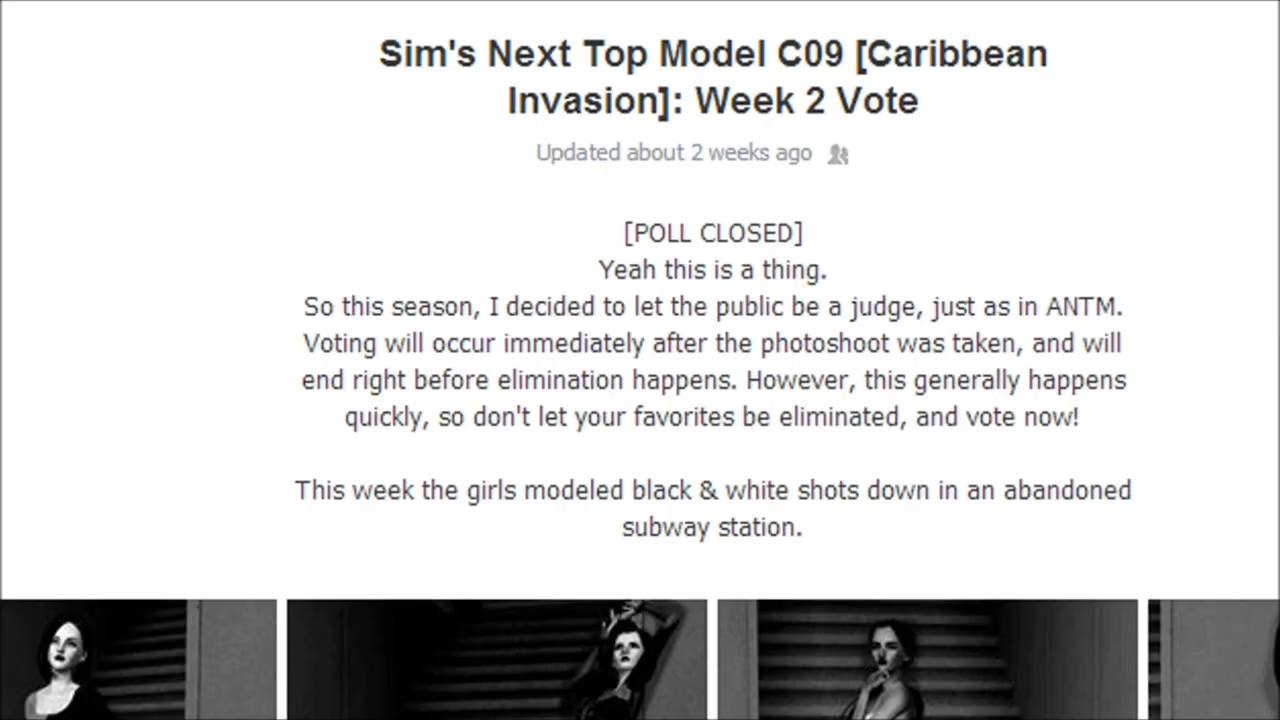 Sim's Next Top Model C09 [Caribbean
Invasion]: Week 2 Vote
Updated about 2 weeks ago
[POLL CLOSED]
Yeah this is a thing.
So this season, I decided to let the public be a judge, just as in ANTM.
Voting will occur immediately after the photoshoot was taken, and will
end right before elimination happens. However, this generally happens
quickly, so don't let your favorites be eliminated, and vote now!
This week the girls modeled black & white shots down in an abandoned
subway station.